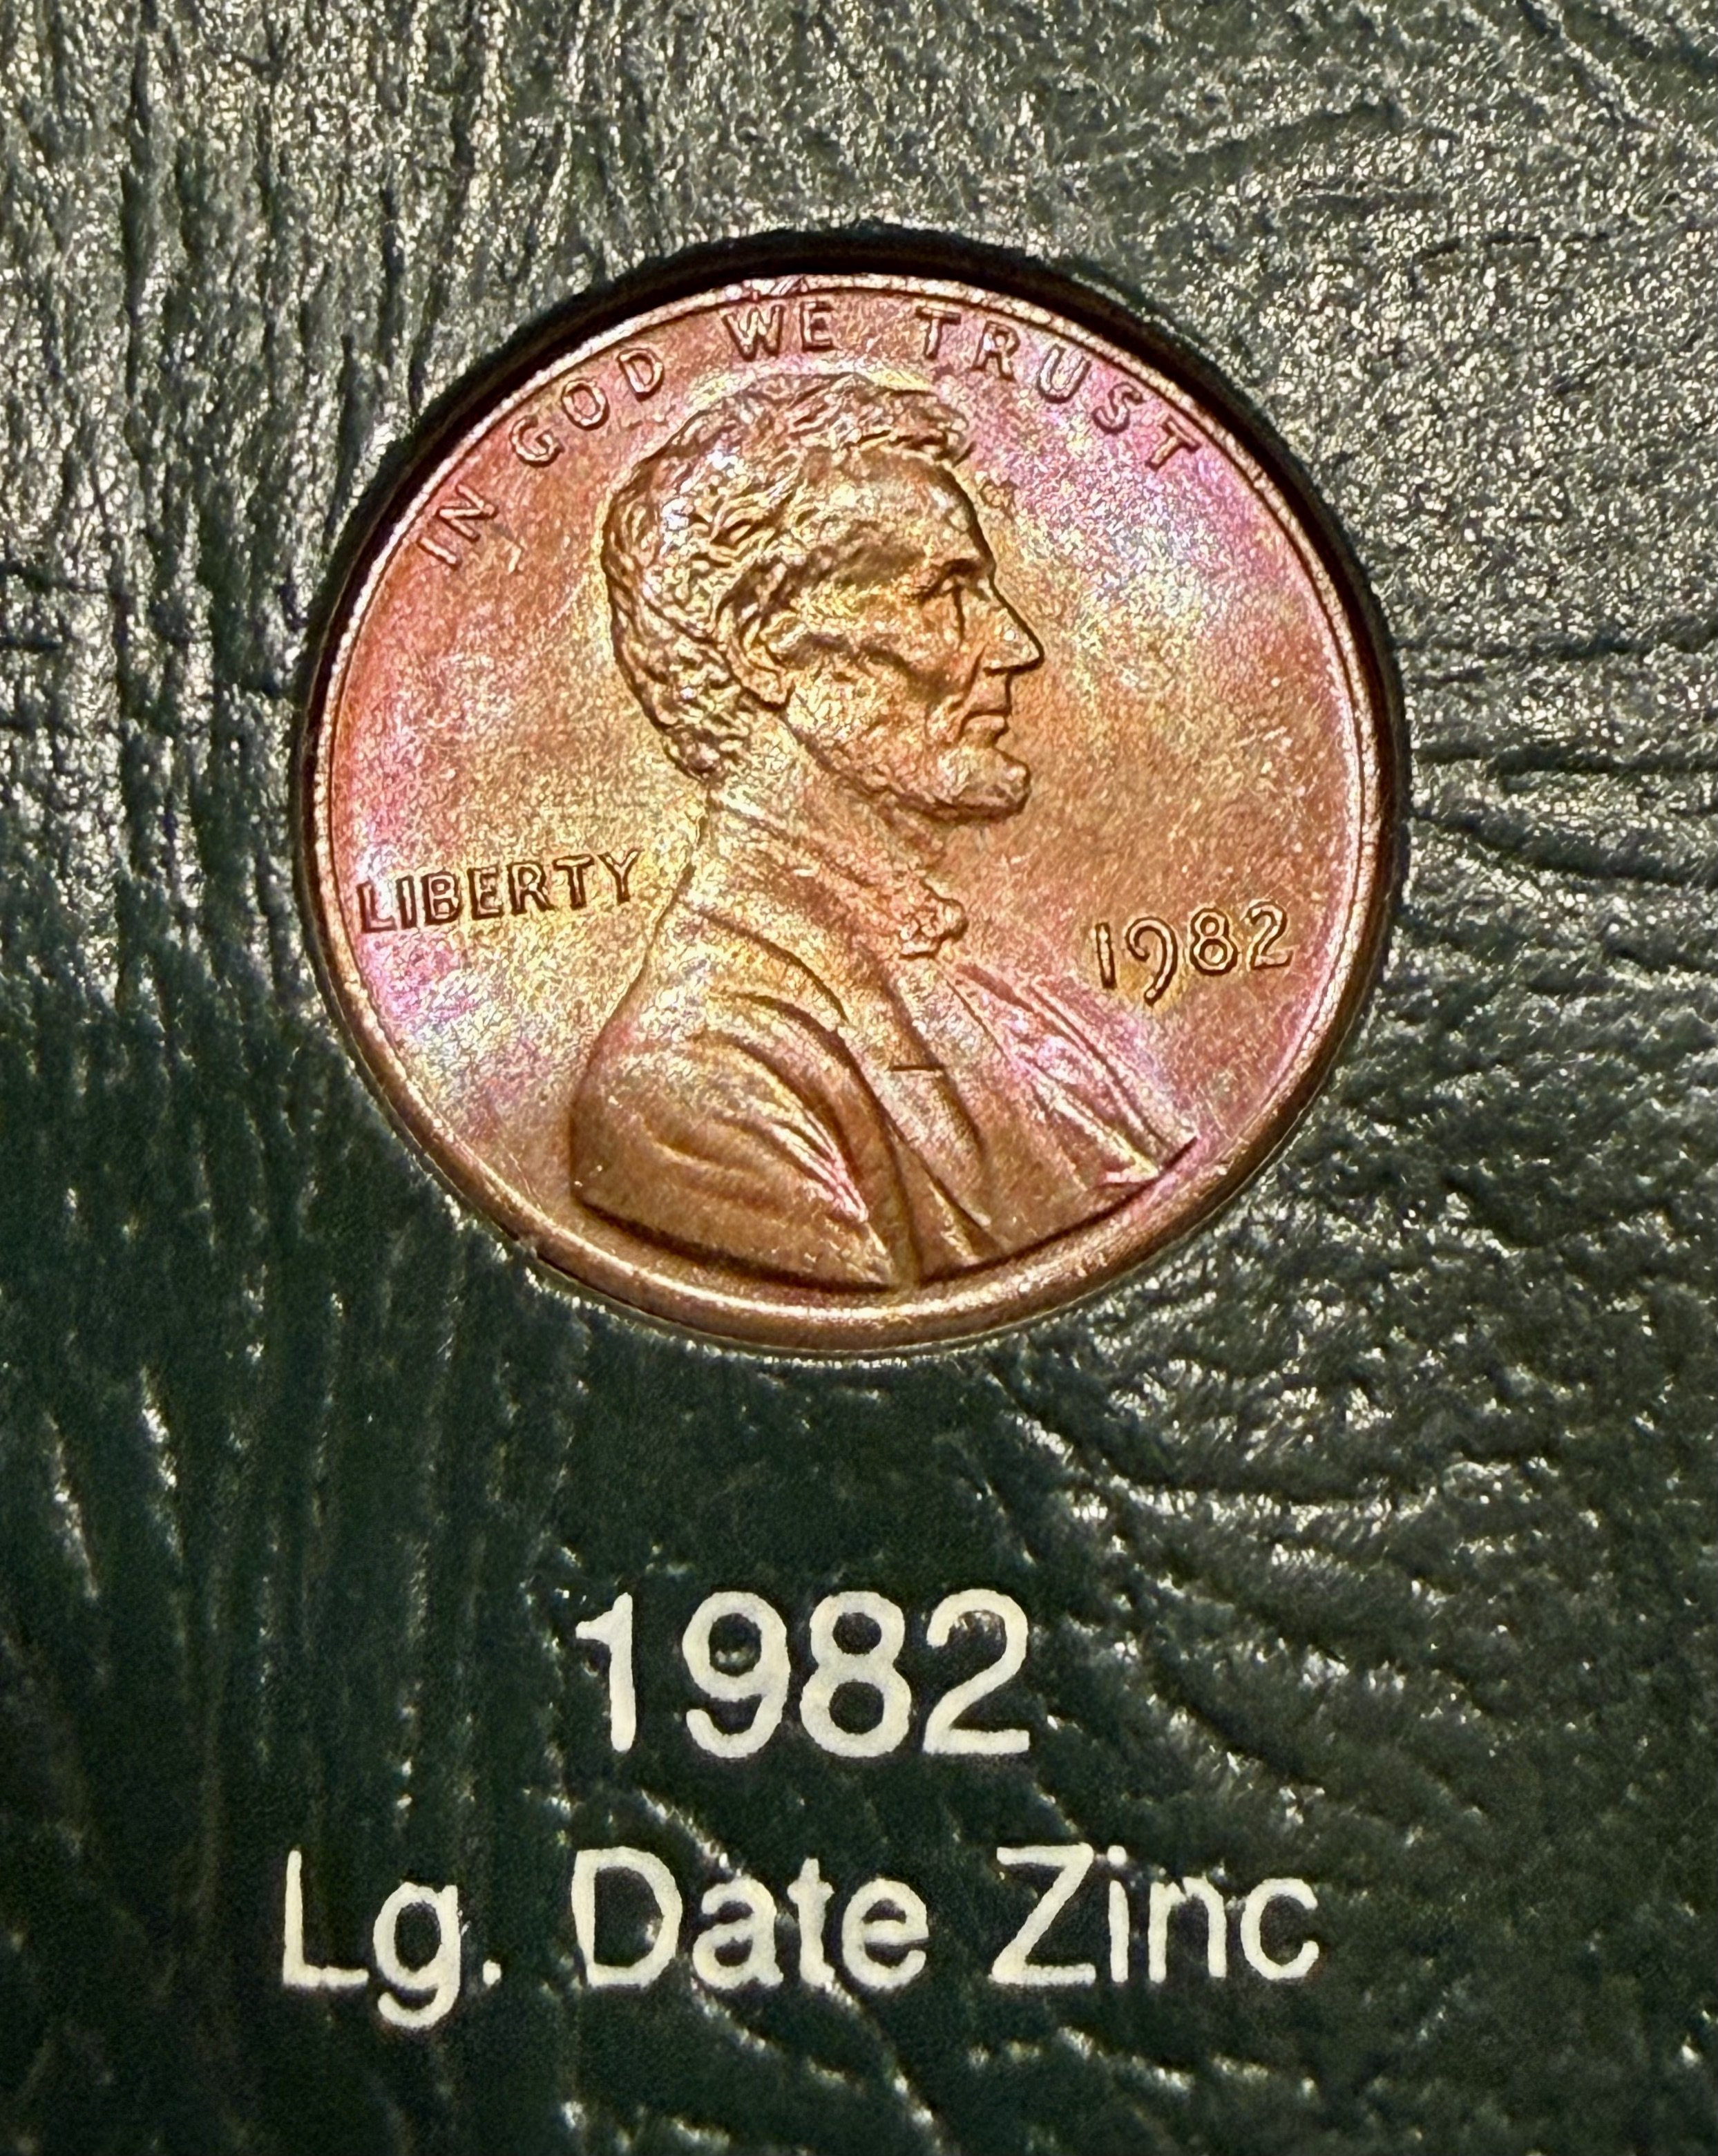 IN GOD WE TRUST
LIBERTY
1982
1982
Lg. Date Zinc